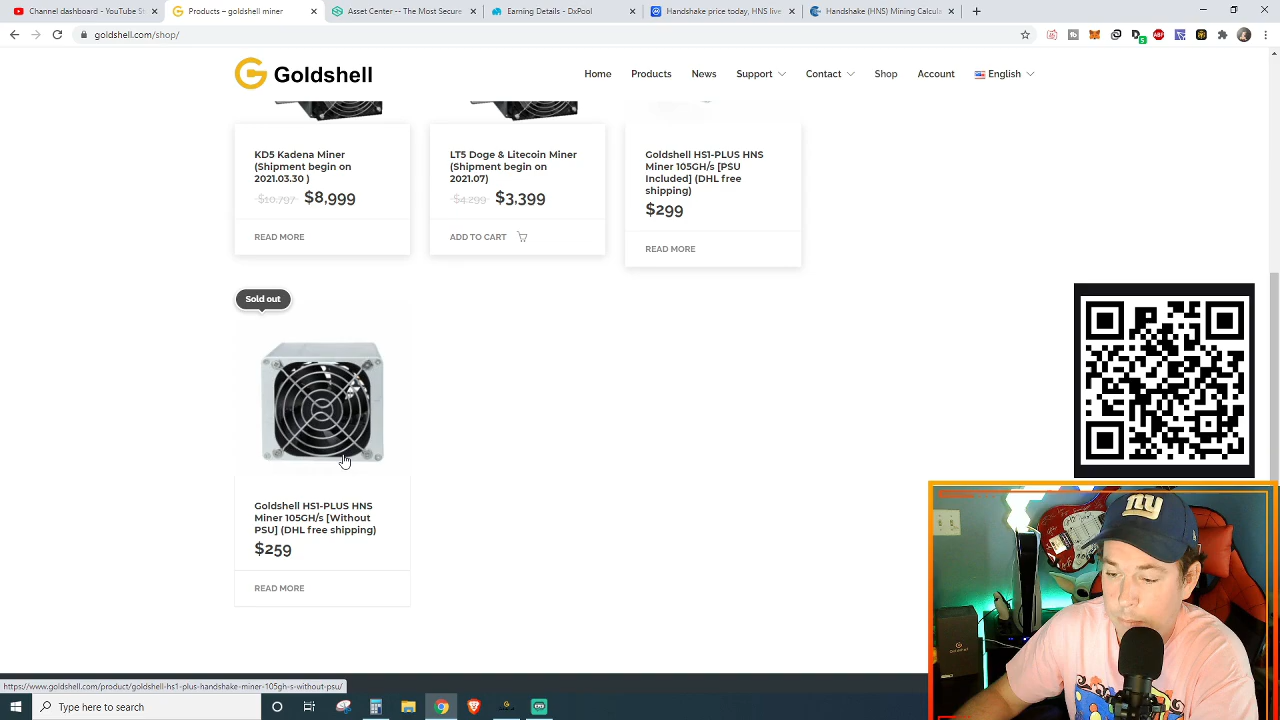 Channel dashboard - YouTube St
Products – goldshell miner
Asset Center -- The Most Secure
Earning Details - DxPool
Handshake price today, HNS live
Handshake (HNS) Mining Calcula
goldshell.com/shop/
Goldshell
Home
Products
News
Support
Contact
Shop
Account
English
KD5 Kadena Miner
(Shipment begin on
2021.03.30 )
$10,797 $8,999
READ MORE
LT5 Doge & Litecoin Miner
(Shipment begin on
2021.07)
$4,299 $3,399
ADD TO CART
Goldshell HS1-PLUS HNS
Miner 105GH/s [PSU
Included] (DHL free
shipping)
$299
READ MORE
Sold out
Goldshell HS1-PLUS HNS
Miner 105GH/s [Without
PSU] (DHL free shipping)
$259
READ MORE
ny
https://www.goldshell.com/product/goldshell-hs1-plus-handshake-miner-105gh-s-without-psu/
Type here to search